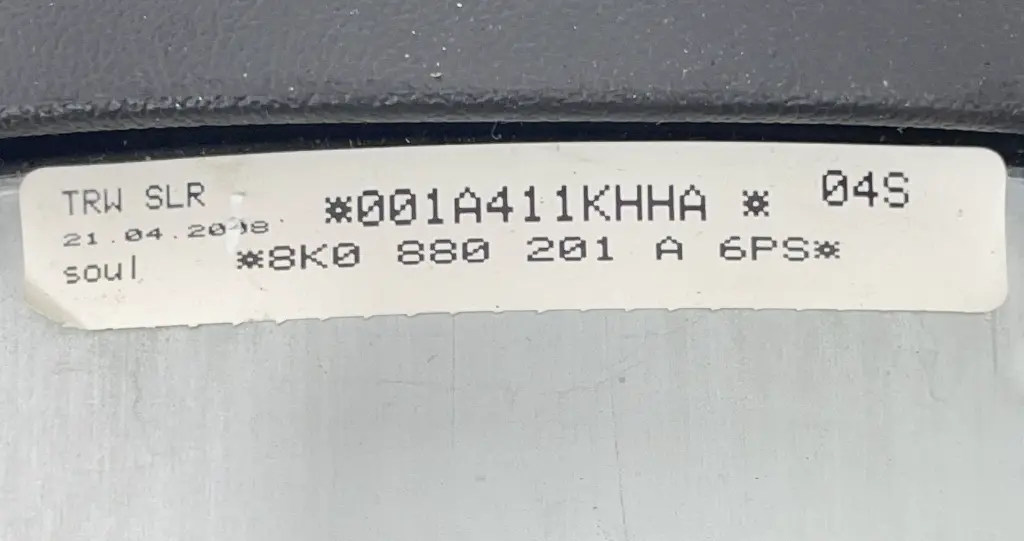 TRW SLR *001A411KHHA * 04S
21.04.2008
soul *8K0 880 201 A 6PS*